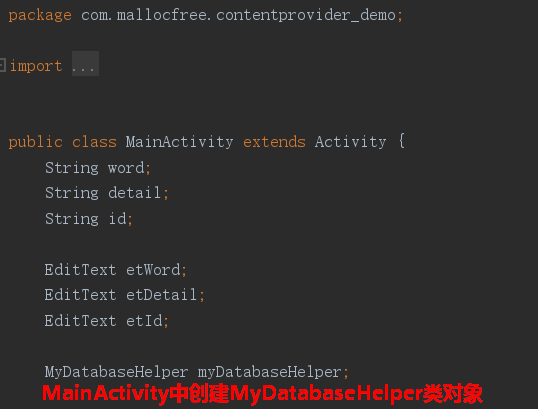 package com.mallocfree.contentprovider_demo;
import ...
public class MainActivity extends Activity {
String word;
String detail;
String id;
EditText etWord;
EditText etDetail;
EditText etId;
MyDatabaseHelper myDatabaseHelper;
MainActivity中创建MyDatabaseHelper类对象